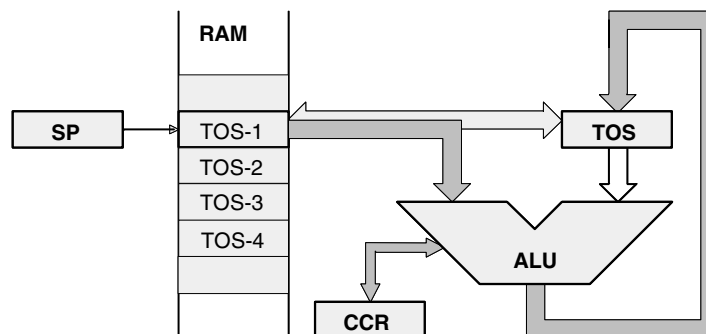 RAM
SP
TOS-1
TOS
TOS-2
TOS-3
TOS-4
ALU
CCR